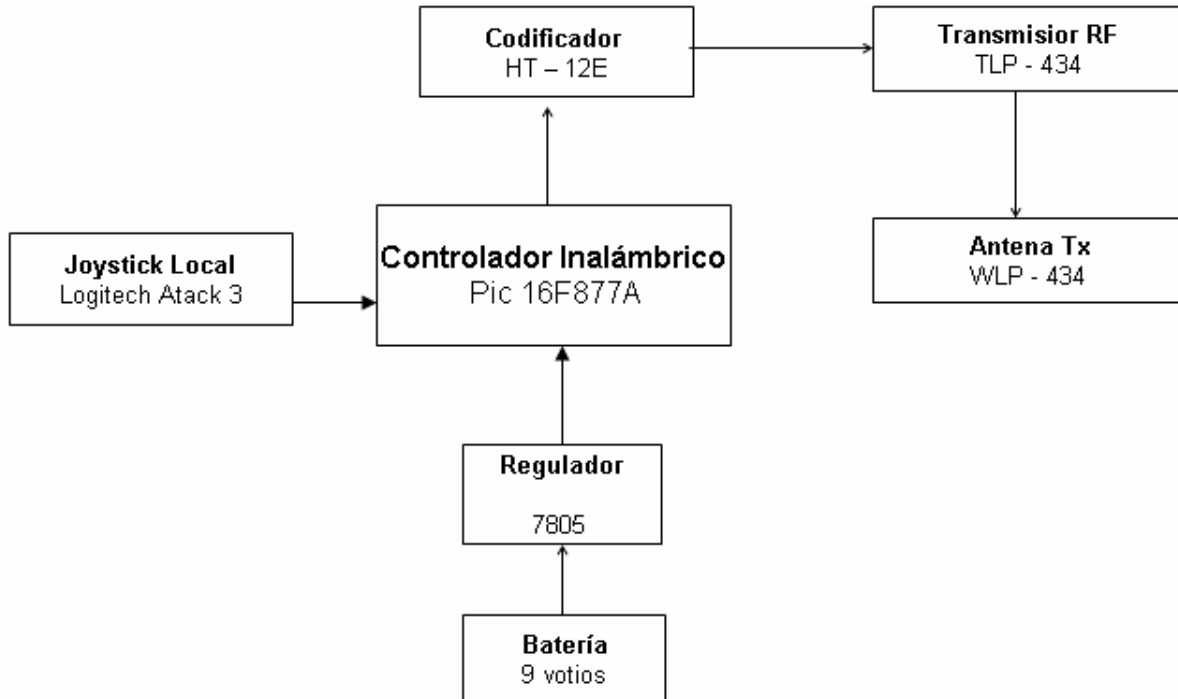 Codificador
HT – 12E
Transmisior RF
TLP - 434
Controlador Inalámbrico
Pic 16F877A
Joystick Local
Logitech Atack 3
Antena Tx
WLP - 434
Regulador
7805
Batería
9 votios